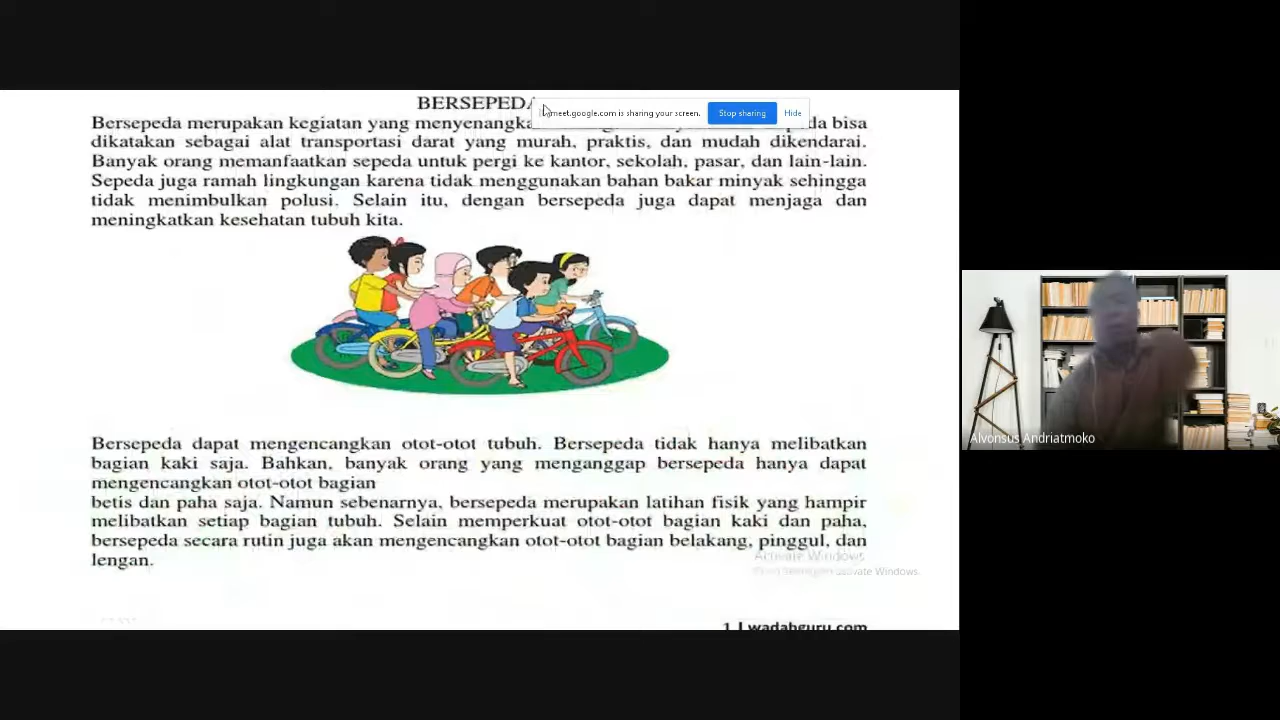 BERSEPEDA
meet.google.com is sharing your screen.
Stop sharing
Hide
Bersepeda merupakan kegiatan yang menyenangka da bisa
dikatakan sebagai alat transportasi darat yang murah, praktis, dan mudah dikendarai.
Banyak orang memanfaatkan sepeda untuk pergi ke kantor, sekolah, pasar, dan lain-lain.
Sepeda juga ramah lingkungan karena tidak menggunakan bahan bakar minyak sehingga
tidak menimbulkan polusi. Selain itu, dengan bersepeda juga dapat menjaga dan
meningkatkan kesehatan tubuh kita.
Bersepeda dapat mengencangkan otot-otot tubuh. Bersepeda tidak hanya melibatkan
bagian kaki saja. Bahkan, banyak orang yang menganggap bersepeda hanya dapat
mengencangkan otot-otot bagian
betis dan paha saja. Namun sebenarnya, bersepeda merupakan latihan fisik yang hampir
melibatkan setiap bagian tubuh. Selain memperkuat otot-otot bagian kaki dan paha,
bersepeda secara rutin juga akan mengencangkan otot-otot bagian belakang, pinggul, dan
lengan.
Activate Windows
vate Windows.
1 | wadahguru.com
Alvonsus Andriatmoko